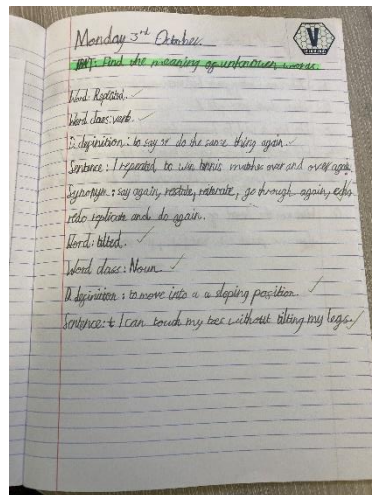 Monday 3rd October.
V
Find the meaning of unknown words.
Word: Repeated.
Word class: verb.
definition: to say or do the same thing again.
Sentence: I repeated to win tennis matches over and over again.
Synonym: say again, restate, reiterate, go through again, echo
redo replicate and do again.
Word: tilted.
Word class: Noun.
definition: to move into a a sloping position.
Sentence: I can touch my toes without tilting my legs.